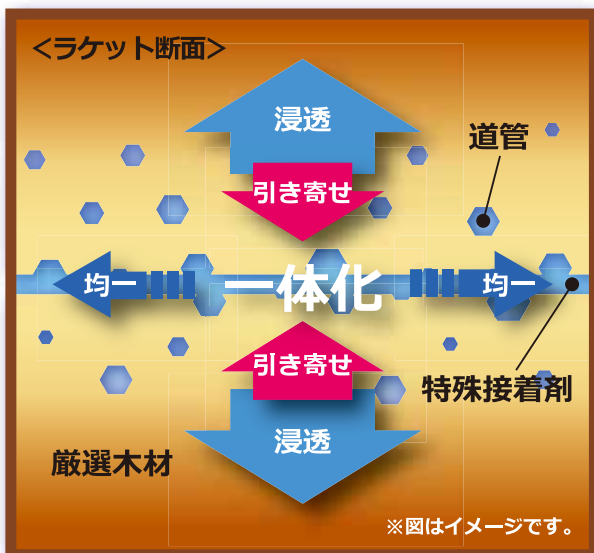 ＜ラケット断面＞
浸透
道管
引き寄せ
均一
一体化
均一
引き寄せ
特殊接着剤
浸透
厳選木材
※図はイメージです。